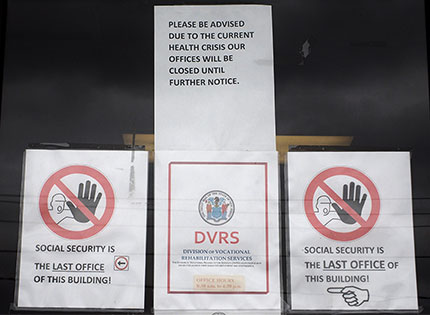 PLEASE BE ADVISED
DUE TO THE CURRENT
HEALTH CRISIS OUR
OFFICES WILL BE
CLOSED UNTIL
FURTHER NOTICE.
SOCIAL SECURITY IS
THE LAST OFFICE
OF THIS BUILDING!
DVRS
DIVISION OF VOCATIONAL
REHABILITATION SERVICES
OFFICE HOURS
SOCIAL SECURITY IS
THE LAST OFFICE OF
THIS BUILDING!